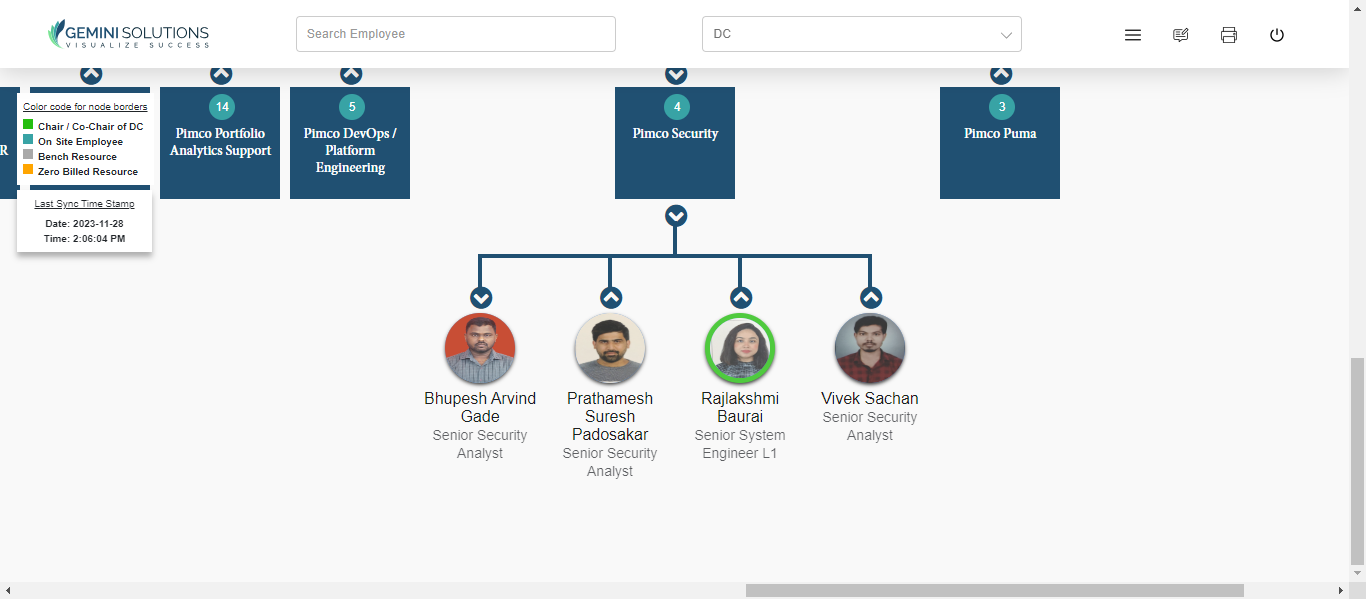 GEMINI SOLUTIONS
VISUALIZE SUCCESS
Search Employee
DC
R
Color code for node borders
Chair / Co-Chair of DC
On Site Employee
Bench Resource
Zero Billed Resource
Last Sync Time Stamp
Date: 2023-11-28
Time: 2:06:04 PM
14
Pimco Portfolio
Analytics Support
5
Pimco DevOps /
Platform
Engineering
4
Pimco Security
3
Pimco Puma
Bhupesh Arvind
Gade
Senior Security
Analyst
Prathamesh
Suresh
Padosakar
Senior Security
Analyst
Rajlakshmi
Baurai
Senior System
Engineer L1
Vivek Sachan
Senior Security
Analyst